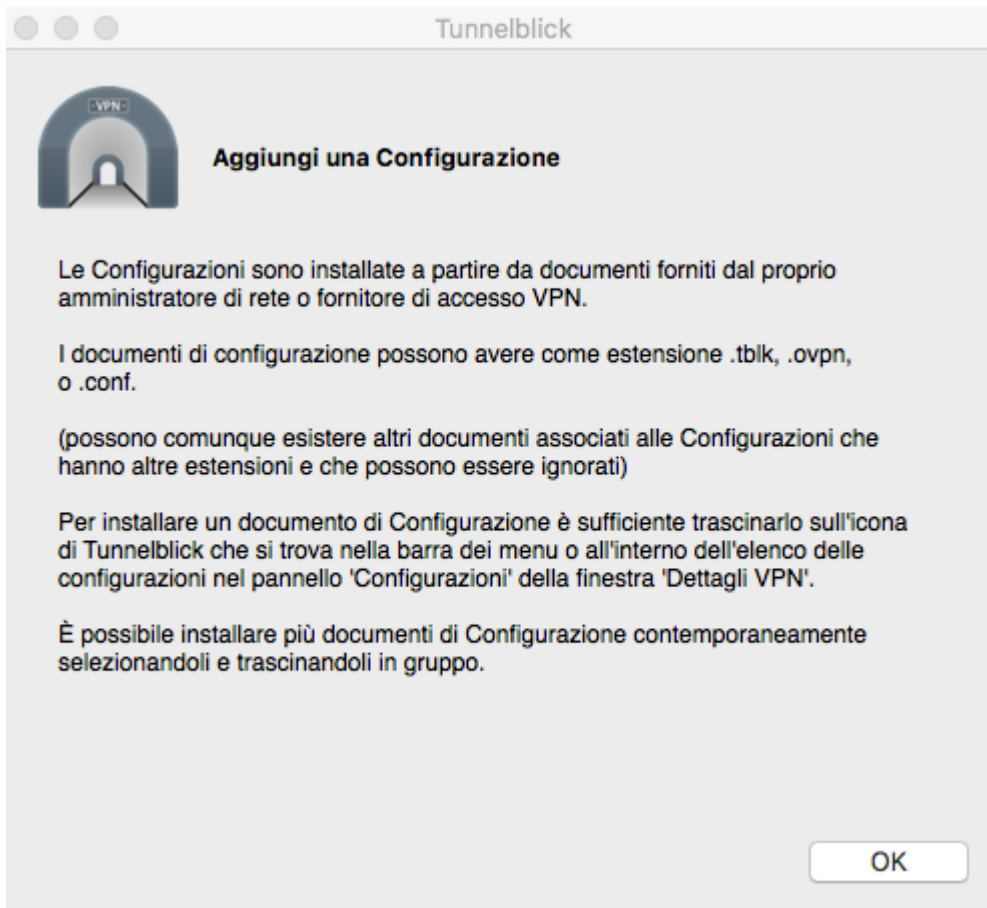 Tunnelblick
·VPN·
Aggiungi una Configurazione
Le Configurazioni sono installate a partire da documenti forniti dal proprio
amministratore di rete o fornitore di accesso VPN.
I documenti di configurazione possono avere come estensione .tblk, .ovpn,
o .conf.
(possono comunque esistere altri documenti associati alle Configurazioni che
hanno altre estensioni e che possono essere ignorati)
Per installare un documento di Configurazione è sufficiente trascinarlo sull'icona
di Tunnelblick che si trova nella barra dei menu o all'interno dell'elenco delle
configurazioni nel pannello 'Configurazioni' della finestra 'Dettagli VPN'.
È possibile installare più documenti di Configurazione contemporaneamente
selezionandoli e trascinandoli in gruppo.
OK